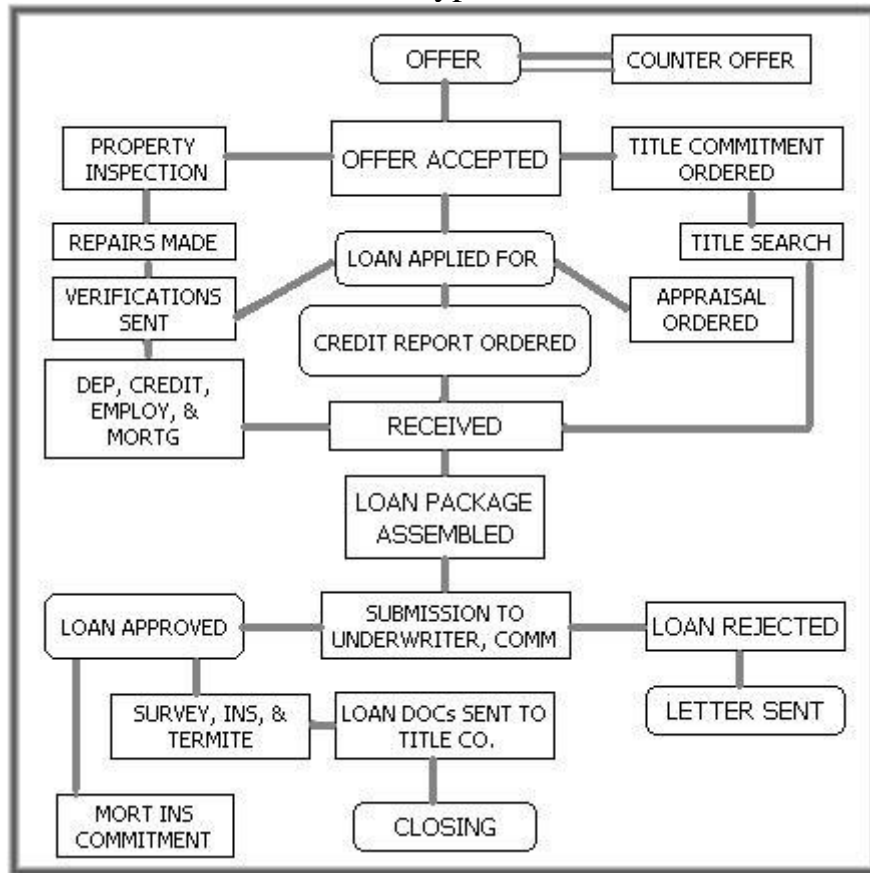 OFFER
COUNTER OFFER
PROPERTY
INSPECTION
OFFER ACCEPTED
TITLE COMMITMENT
ORDERED
REPAIRS MADE
LOAN APPLIED FOR
TITLE SEARCH
VERIFICATIONS
SENT
APPRAISAL
ORDERED
CREDIT REPORT ORDERED
DEP, CREDIT,
EMPLOY, &
MORTG
RECEIVED
LOAN PACKAGE
ASSEMBLED
LOAN APPROVED
SUBMISSION TO
UNDERWRITER, COMM
LOAN REJECTED
SURVEY, INS, &
TERMITE
LOAN DOCs SENT TO
TITLE CO.
LETTER SENT
MORT INS
COMMITMENT
CLOSING